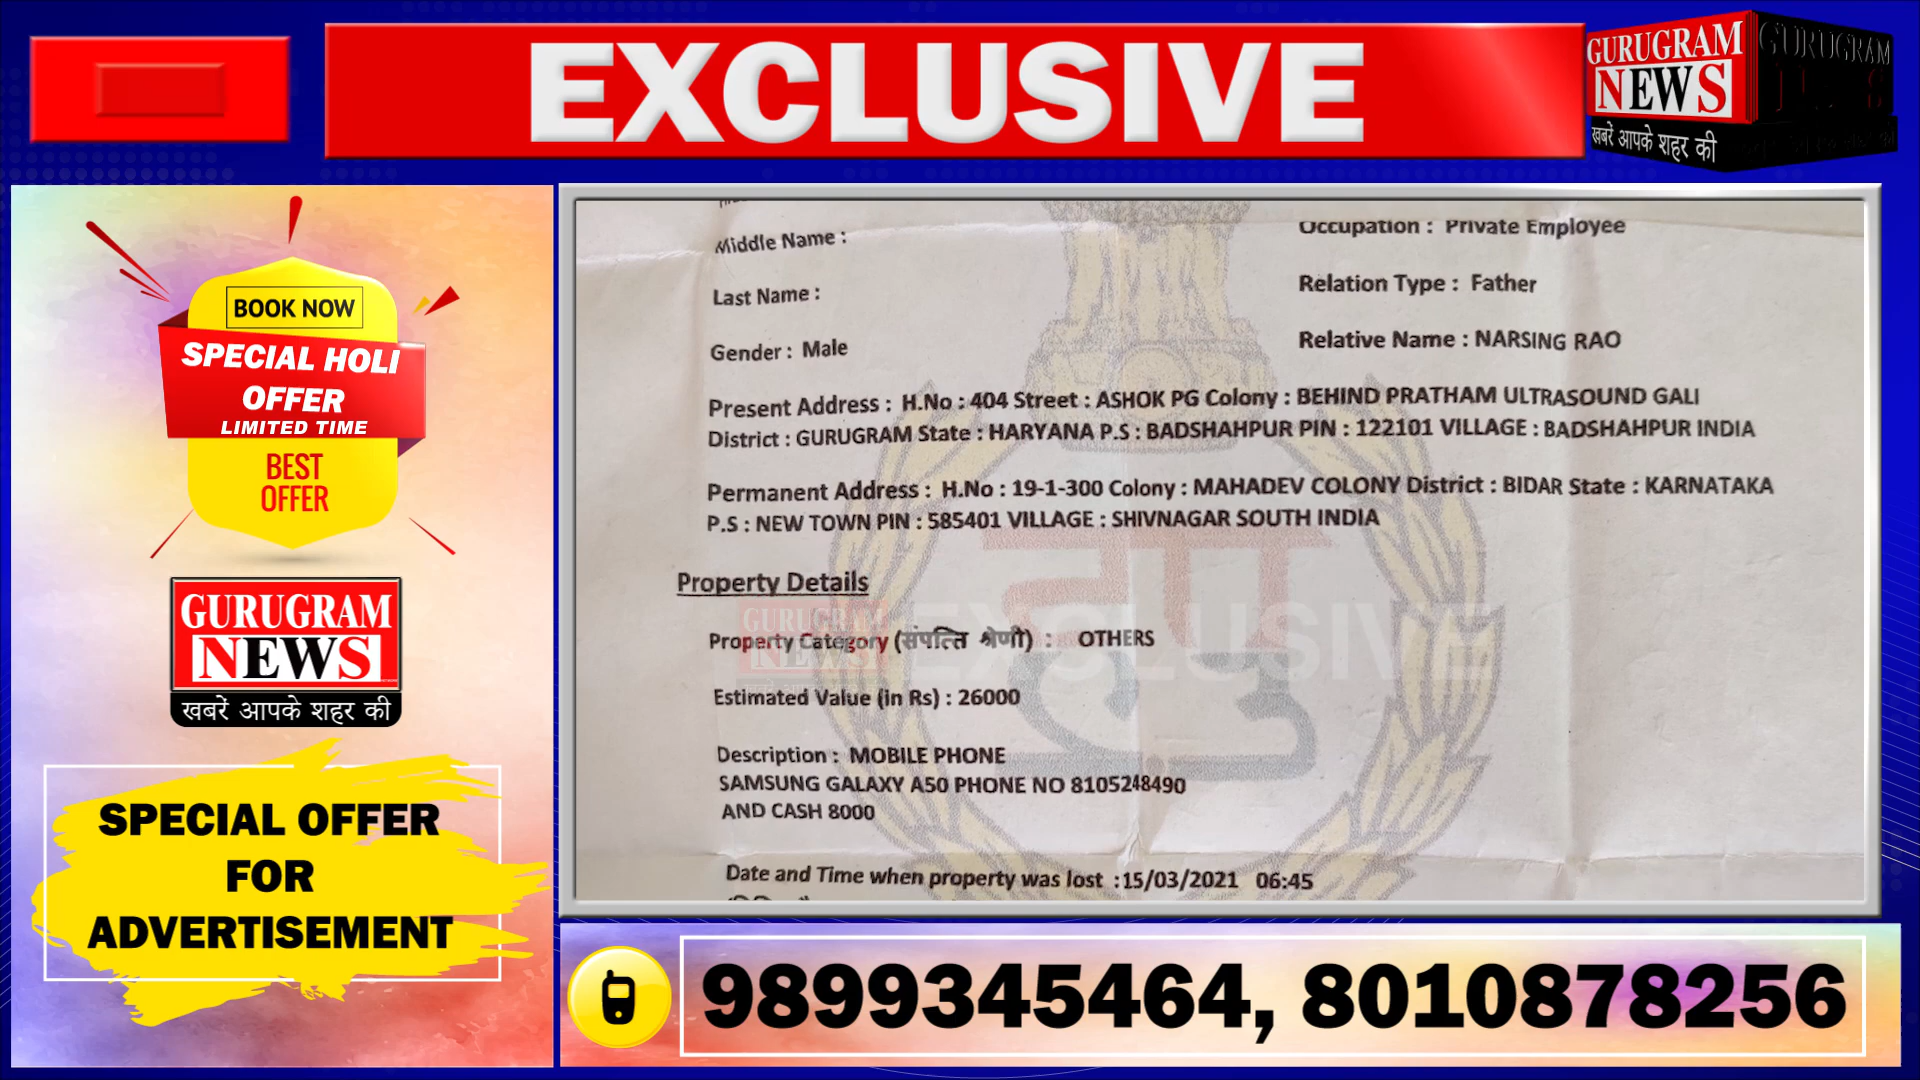 EXCLUSIVE
GURUGRAM
NEWS
खबरें आपके शहर की
GURUGRAM
BOOK NOW
SPECIAL HOLI
OFFER
LIMITED TIME
BEST
OFFER
GURUGRAM
NEWS
खबरें आपके शहर की
SPECIAL OFFER
FOR
ADVERTISEMENT
Middle Name :
Occupation : Private Employee
Last Name :
Relation Type : Father
Gender : Male
Relative Name : NARSING RAO
Present Address : H.No : 404 Street : ASHOK PG Colony : BEHIND PRATHAM ULTRASOUND GALI
District : GURUGRAM State : HARYANA P.S : BADSHAHPUR PIN : 122101 VILLAGE : BADSHAHPUR INDIA
Permanent Address : H.No : 19-1-300 Colony : MAHADEV COLONY District : BIDAR State : KARNATAKA
P.S : NEW TOWN PIN : 585401 VILLAGE : SHIVNAGAR SOUTH INDIA
Property Details
GURUGRAM
NEWS
EXCLUSIVE
Property Category (संपत्ति श्रेणी) : OTHERS
Estimated Value (in Rs) : 26000
Description : MOBILE PHONE
SAMSUNG GALAXY A50 PHONE NO 8105248490
AND CASH 8000
Date and Time when property was lost :15/03/2021 06:45
9899345464, 8010878256